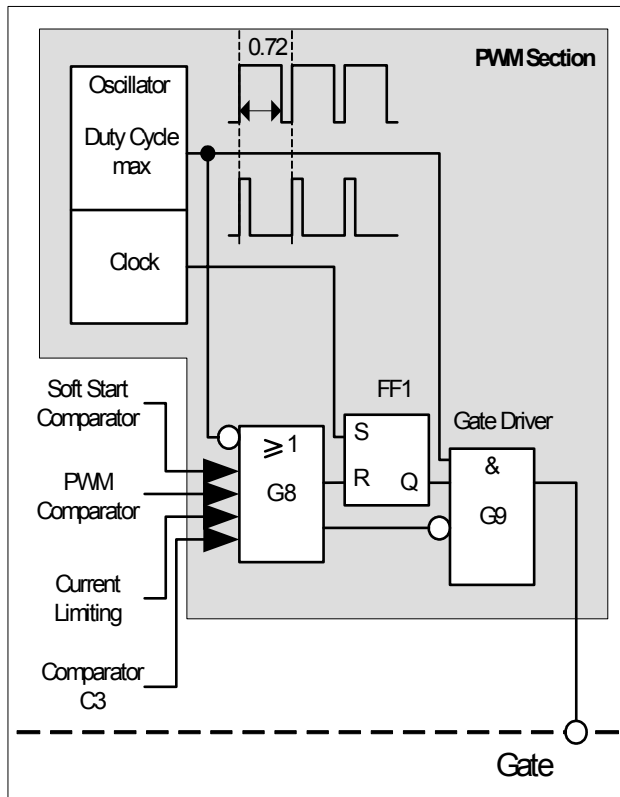 0.72
PWM Section
Oscillator
Duty Cycle
max
Clock
Soft Start
Comparator
FF1
Gate Driver
⩾1
G8
S
R
Q
&
G9
PWM
Comparator
Current
Limiting
Comparator
C3
Gate